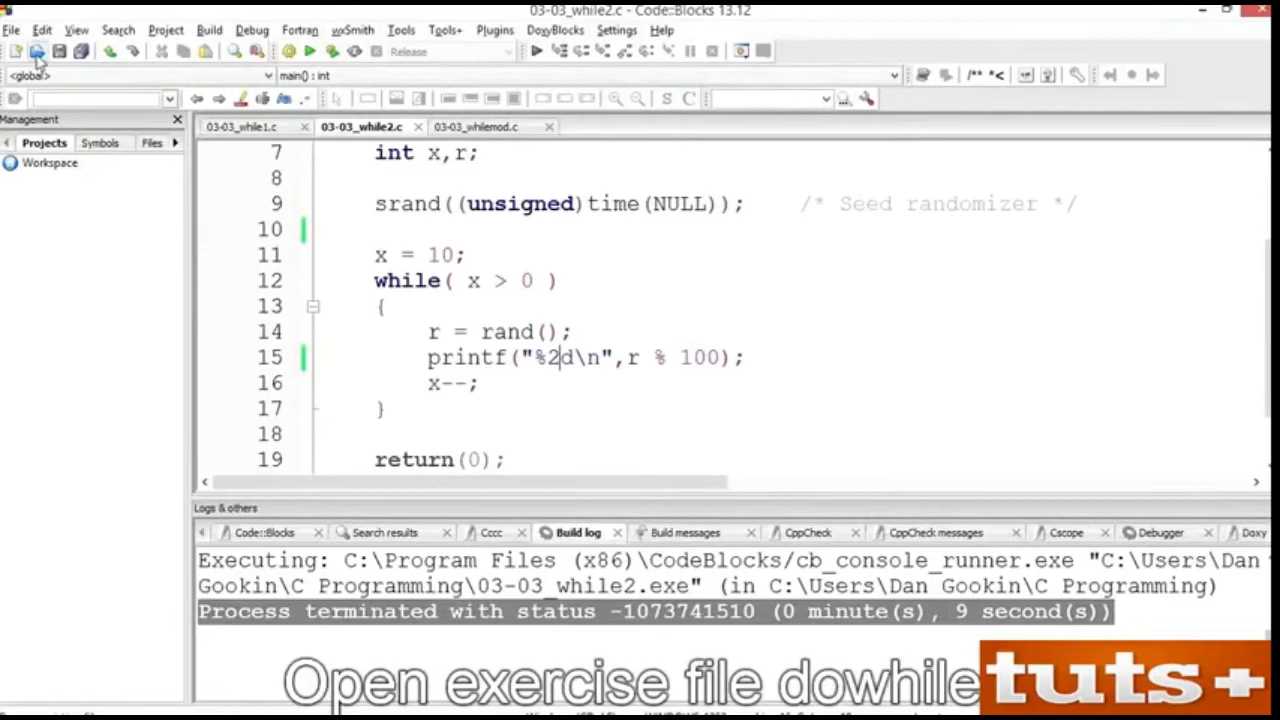 03-03_while2.c - Code::Blocks 13.12
File Edit View Search Project Build Debug Fortran wxSmith Tools Tools+ Plugins DoxyBlocks Settings Help
Release
<global> main() : int
/** *<
S C
Management
03-03_while1.c 03-03_while2.c 03-03_whilemod.c
Projects Symbols Files
Workspace
7 int x,r;
8
9 srand((unsigned)time(NULL)); /* Seed randomizer */
10
11 x = 10;
12 while( x > 0 )
13 {
14 r = rand();
15 printf("%2d\n",r % 100);
16 x--;
17 }
18
19 return(0);
Logs & others
Code::Blocks Search results Cccc Build log Build messages CppCheck CppCheck messages Cscope Debugger Doxy
Executing: C:\Program Files (x86)\CodeBlocks/cb_console_runner.exe "C:\Users\Dan
Gookin\C Programming\03-03_while2.exe" (in C:\Users\Dan Gookin\C Programming)
Process terminated with status -1073741510 (0 minute(s), 9 second(s))
Open exercise file dowhile
tuts+